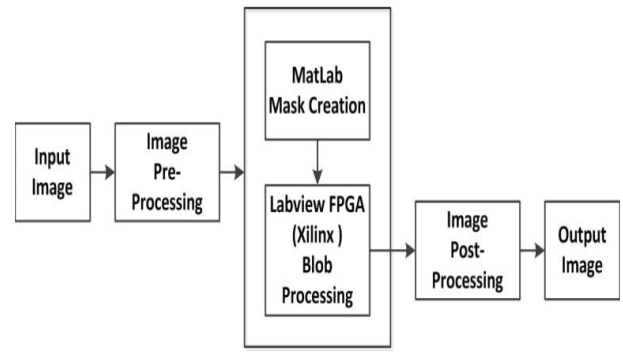 Input
Image
Image
Pre-
Processing
MatLab
Mask Creation
Labview FPGA
(Xilinx )
Blob
Processing
Image
Post-
Processing
Output
Image